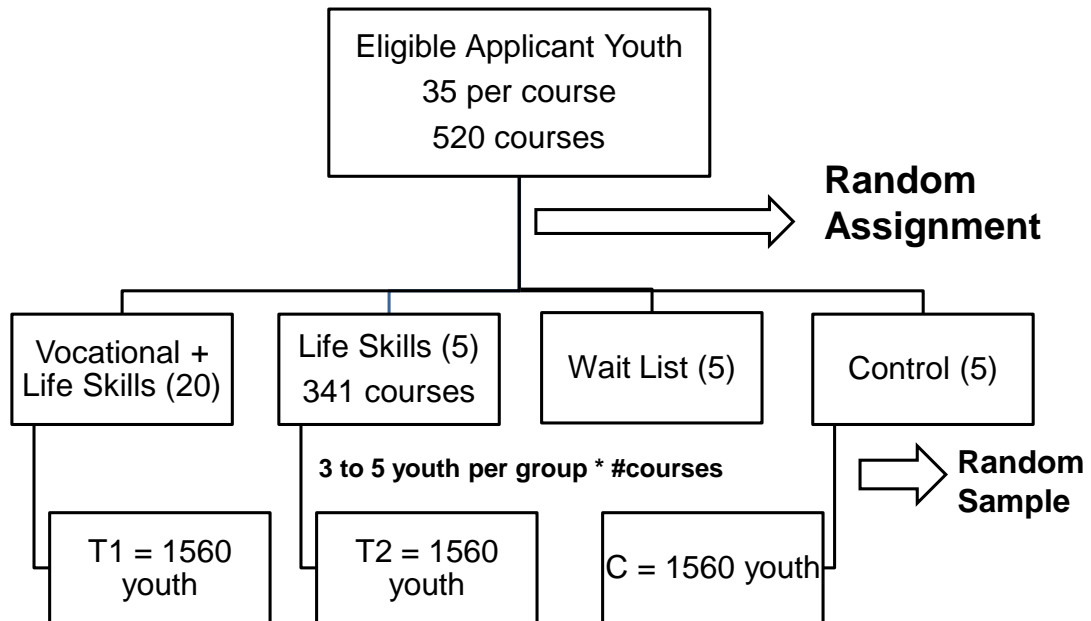 Eligible Applicant Youth
35 per course
520 courses
Random
Assignment
Vocational +
Life Skills (20)
Life Skills (5)
341 courses
Wait List (5)
Control (5)
3 to 5 youth per group * #courses
Random
Sample
T1 = 1560
youth
T2 = 1560
youth
C = 1560 youth